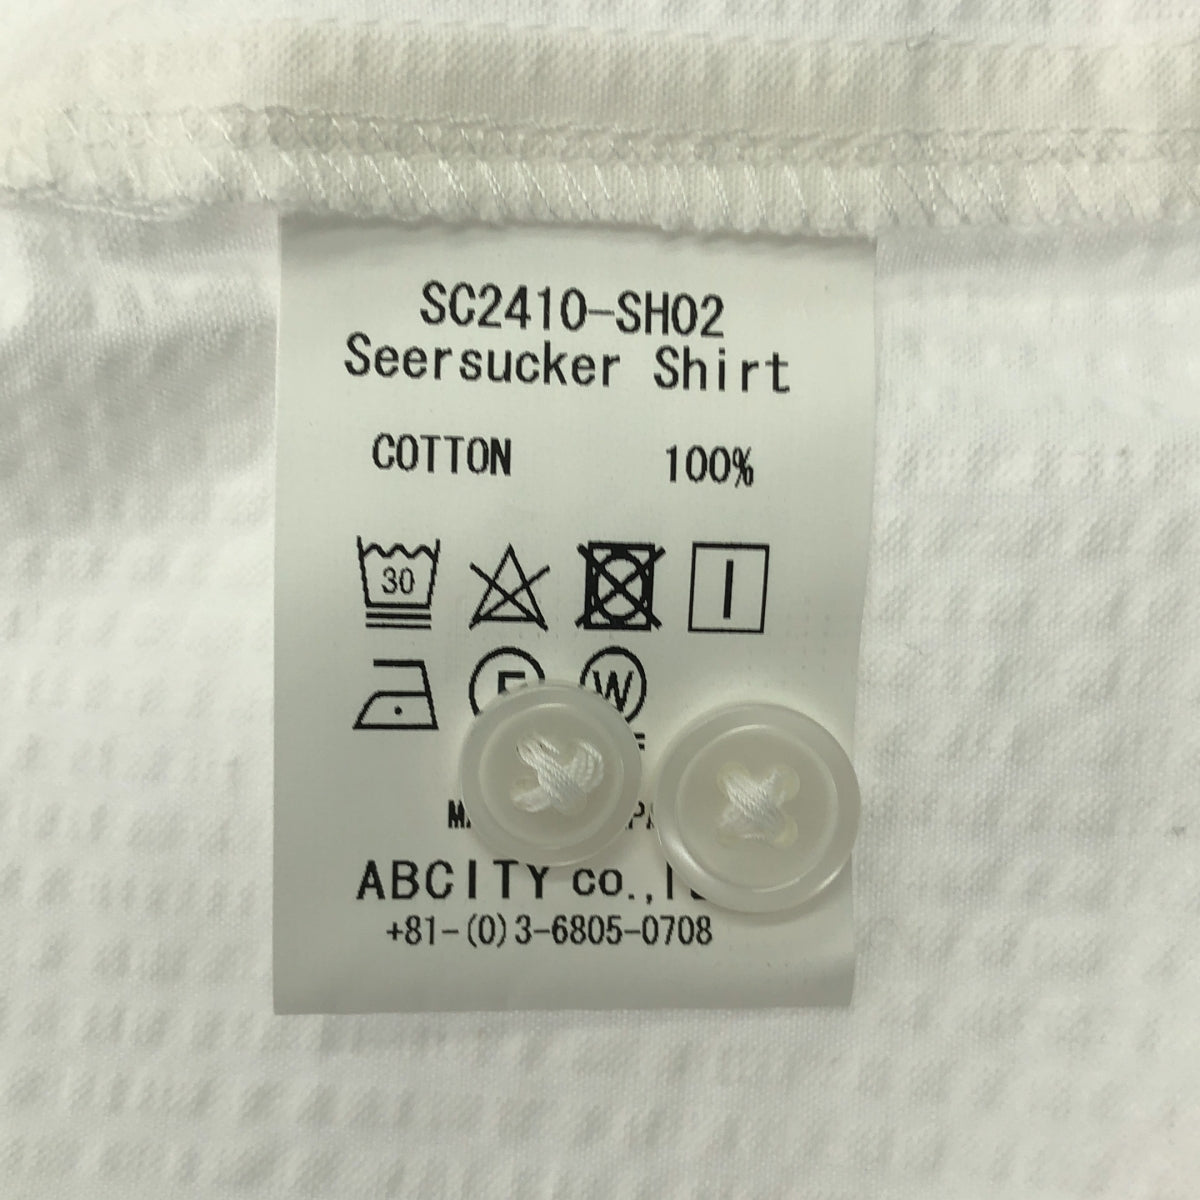 SC2410-SH02
Seersucker Shirt
COTTON 100%
30
W
ABCITY co.,
+81-(0)3-6805-0708